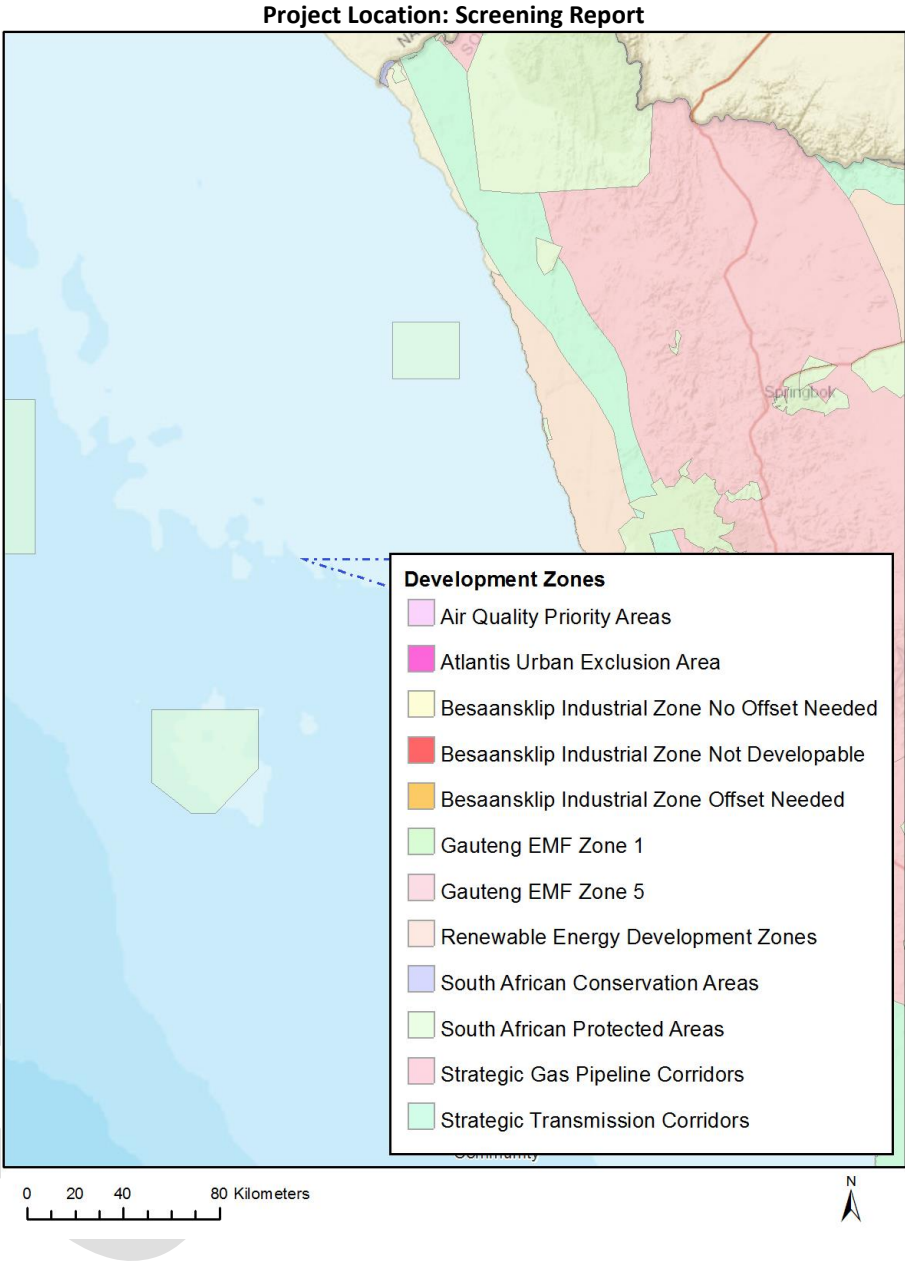 Project Location: Screening Report
Springbok
Development Zones
Air Quality Priority Areas
Atlantis Urban Exclusion Area
Besaansklip Industrial Zone No Offset Needed
Besaansklip Industrial Zone Not Developable
Besaansklip Industrial Zone Offset Needed
Gauteng EMF Zone 1
Gauteng EMF Zone 5
Renewable Energy Development Zones
South African Conservation Areas
South African Protected Areas
Strategic Gas Pipeline Corridors
Strategic Transmission Corridors
Community
0 20 40 80 Kilometers
N